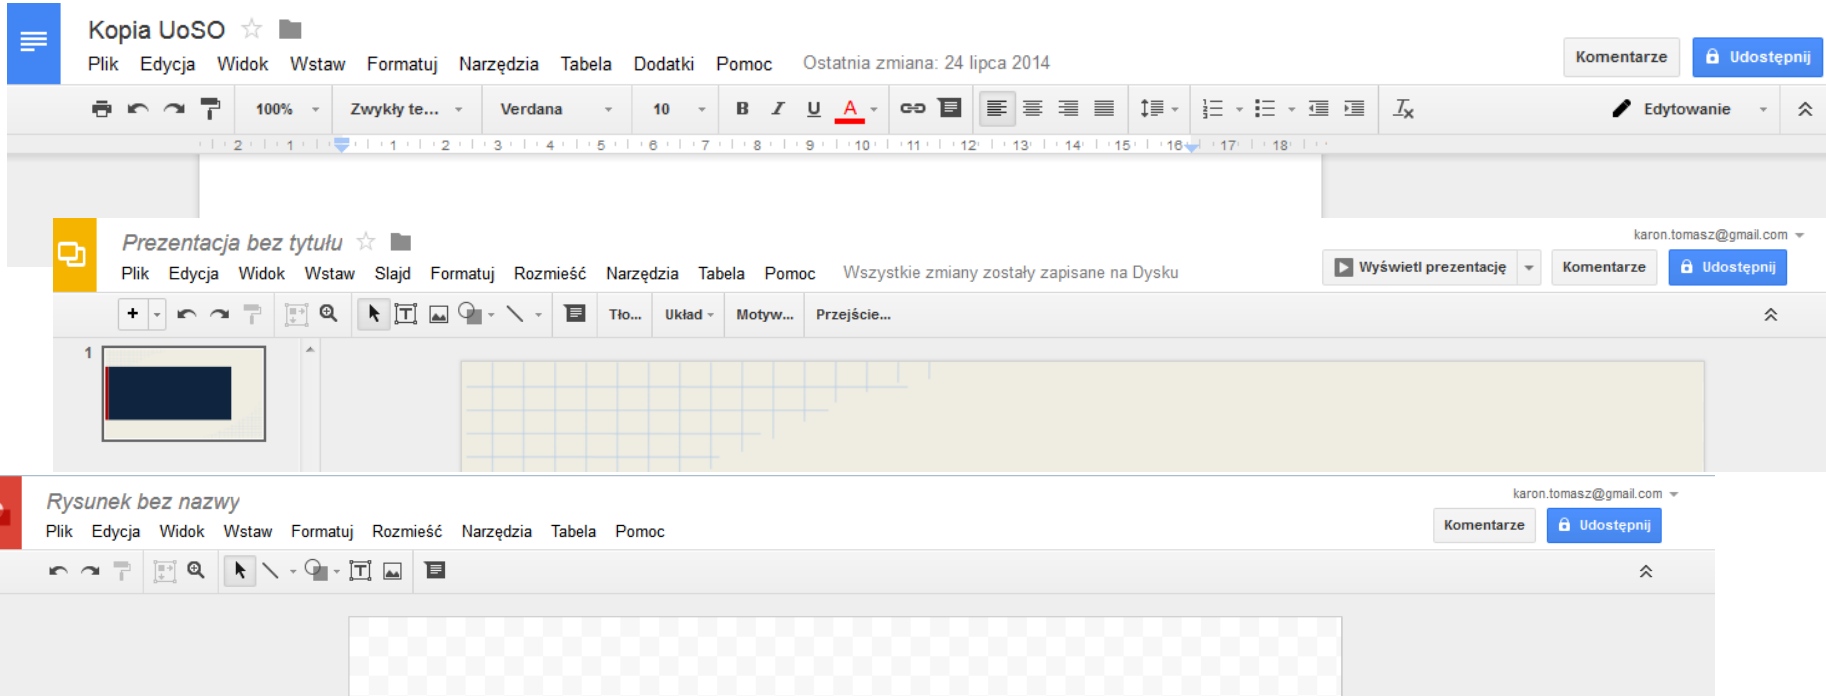 Kopia UoSO
Plik Edycja Widok Wstaw Formatuj Narzędzia Tabela Dodatki Pomoc Ostatnia zmiana: 24 lipca 2014
Komentarze Udostępnij
100% Zwykły te... Verdana 10 B I U A Edytowanie
2 1 1 2 3 4 5 6 7 8 9 10 11 12 13 14 15 16 17 18
karon.tomasz@gmail.com
Prezentacja bez tytułu
Plik Edycja Widok Wstaw Slajd Formatuj Rozmieść Narzędzia Tabela Pomoc Wszystkie zmiany zostały zapisane na Dysku
Wyświetl prezentację Komentarze Udostępnij
Tło... Układ Motyw... Przejście...
1
karon.tomasz@gmail.com
Rysunek bez nazwy
Plik Edycja Widok Wstaw Formatuj Rozmieść Narzędzia Tabela Pomoc
Komentarze Udostępnij